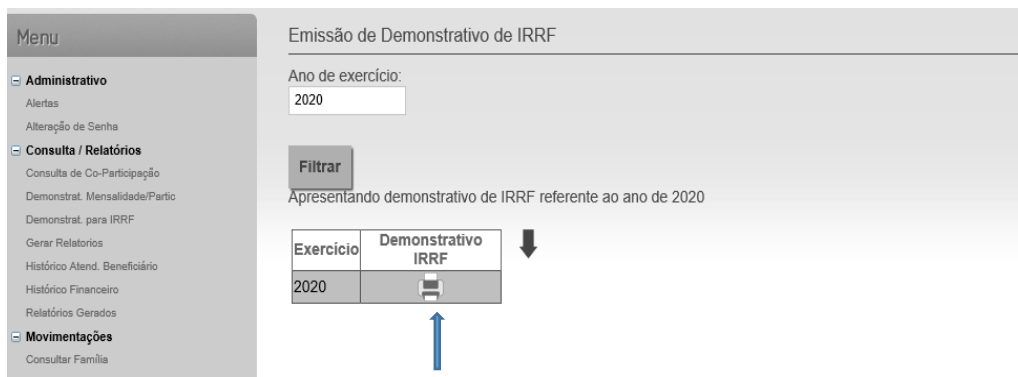 Menu
Administrativo
Alertas
Alteração de Senha
Consulta / Relatórios
Consulta de Co-Participação
Demonstrat. Mensalidade/Partic
Demonstrat. para IRRF
Gerar Relatorios
Histórico Atend. Beneficiário
Histórico Financeiro
Relatórios Gerados
Movimentações
Consultar Família
Emissão de Demonstrativo de IRRF
Ano de exercício:
2020
Filtrar
Apresentando demonstrativo de IRRF referente ao ano de 2020
Exercício Demonstrativo
IRRF
2020